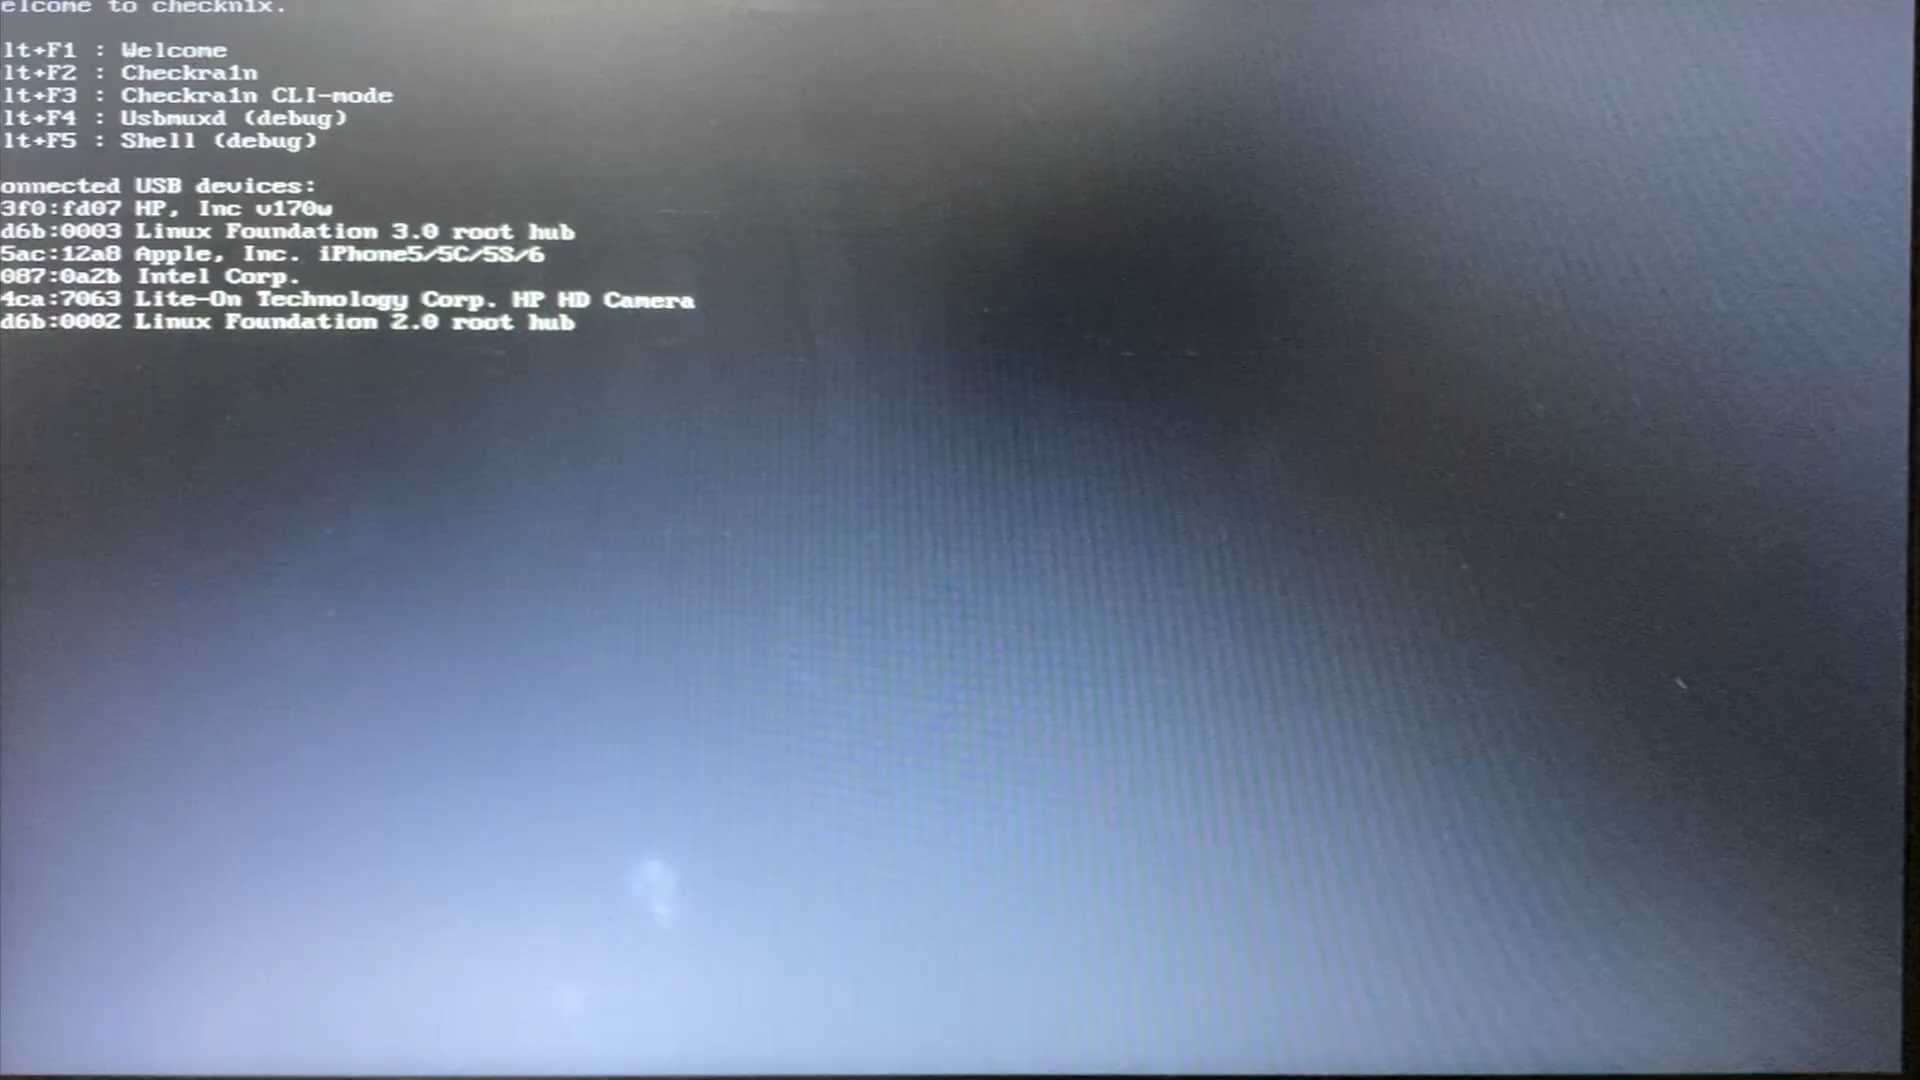 elcome to checkn1x.
lt+F1 : Welcome
lt+F2 : Checkra1n
lt+F3 : Checkra1n CLI-mode
lt+F4 : Usbmuxd (debug)
lt+F5 : Shell (debug)
onnected USB devices:
3f0:fd07 HP, Inc v170w
d6b:0003 Linux Foundation 3.0 root hub
5ac:12a8 Apple, Inc. iPhone5/5C/5S/6
087:0a2b Intel Corp.
4ca:7063 Lite-On Technology Corp. HP HD Camera
d6b:0002 Linux Foundation 2.0 root hub